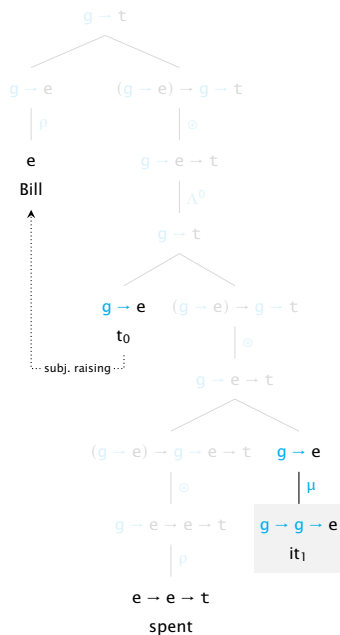 g → t
g → e (g → e) → g → t
ρ ⊛
e g → e → t
Bill Λ⁰
g → t
g → e (g → e) → g → t
t₀ ⊛
subj. raising g → e → t
(g → e) → g → e → t g → e
⊛ μ
g → e → e → t g → g → e
ρ it₁
e → e → t
spent